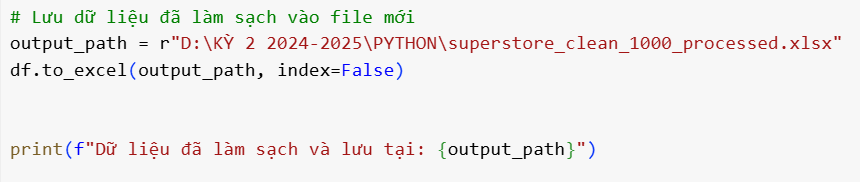 # Lưu dữ liệu đã làm sạch vào file mới
output_path = r"D:\KỲ 2 2024-2025\PYTHON\superstore_clean_1000_processed.xlsx"
df.to_excel(output_path, index=False)
print(f"Dữ liệu đã làm sạch và lưu tại: {output_path}")